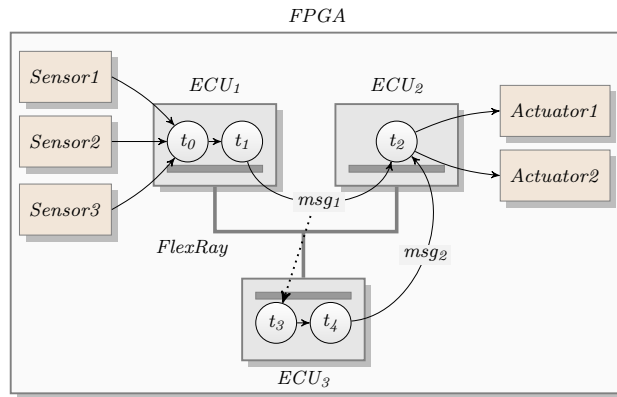 FPGA
Sensor1
Sensor2
Sensor3
ECU1
t0
t1
ECU2
t2
Actuator1
Actuator2
msg1
FlexRay
msg2
t3
t4
ECU3